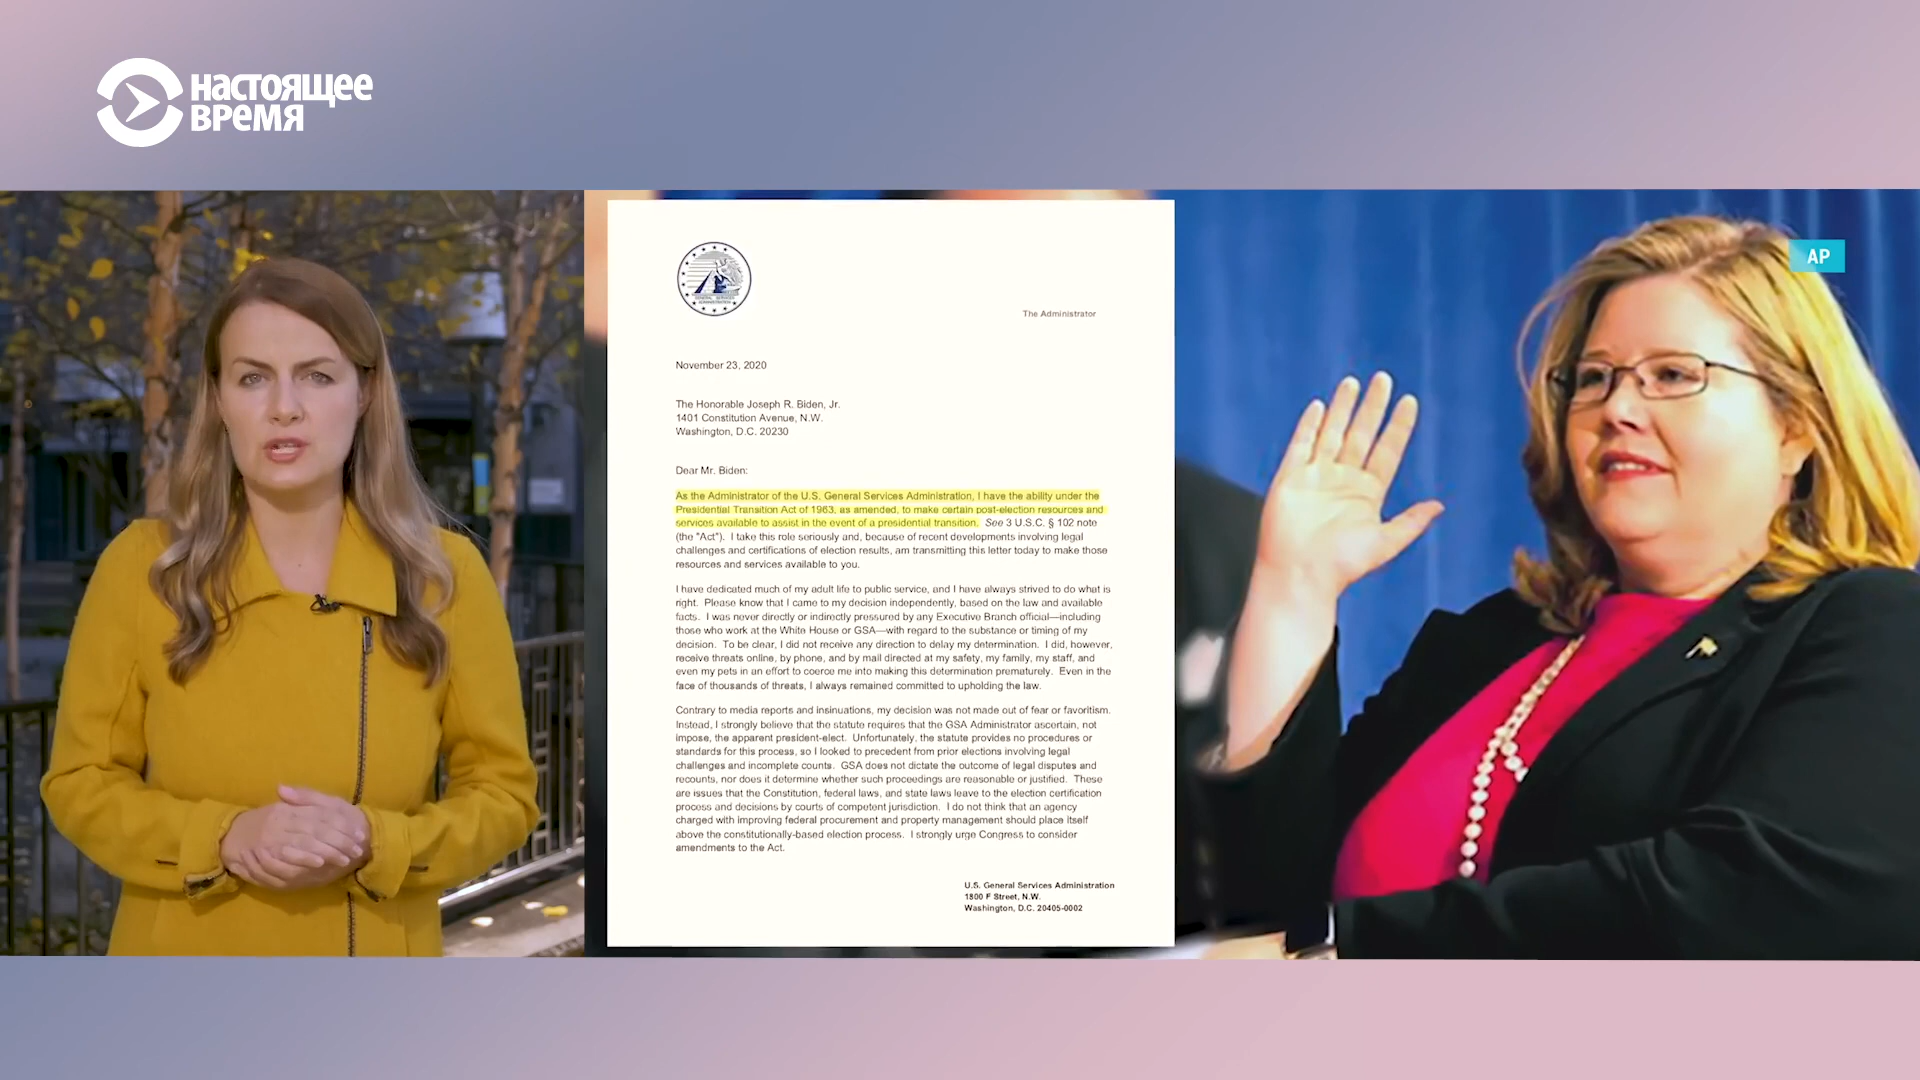 НАСТОЯЩЕЕ
ВРЕМЯ
AP
GENERAL SERVICES
ADMINISTRATION
The Administrator
November 23, 2020
The Honorable Joseph R. Biden, Jr.
1401 Constitution Avenue, N.W.
Washington, D.C. 20230
Dear Mr. Biden:
As the Administrator of the U.S. General Services Administration, I have the ability under the
Presidential Transition Act of 1963, as amended, to make certain post-election resources and
services available to assist in the event of a presidential transition. See 3 U.S.C. § 102 note
(the "Act"). I take this role seriously and, because of recent developments involving legal
challenges and certifications of election results, am transmitting this letter today to make those
resources and services available to you.
I have dedicated much of my adult life to public service, and I have always strived to do what is
right. Please know that I came to my decision independently, based on the law and available
facts. I was never directly or indirectly pressured by any Executive Branch official—including
those who work at the White House or GSA—with regard to the substance or timing of my
decision. To be clear, I did not receive any direction to delay my determination. I did, however,
receive threats online, by phone, and by mail directed at my safety, my family, my staff, and
even my pets in an effort to coerce me into making this determination prematurely. Even in the
face of thousands of threats, I always remained committed to upholding the law.
Contrary to media reports and insinuations, my decision was not made out of fear or favoritism.
Instead, I strongly believe that the statute requires that the GSA Administrator ascertain, not
impose, the apparent president-elect. Unfortunately, the statute provides no procedures or
standards for this process, so I looked to precedent from prior elections involving legal
challenges and incomplete counts. GSA does not dictate the outcome of legal disputes and
recounts, nor does it determine whether such proceedings are reasonable or justified. These
are issues that the Constitution, federal laws, and state laws leave to the election certification
process and decisions by courts of competent jurisdiction. I do not think that an agency
charged with improving federal procurement and property management should place itself
above the constitutionally-based election process. I strongly urge Congress to consider
amendments to the Act.
U.S. General Services Administration
1800 F Street, N.W.
Washington, D.C. 20405-0002